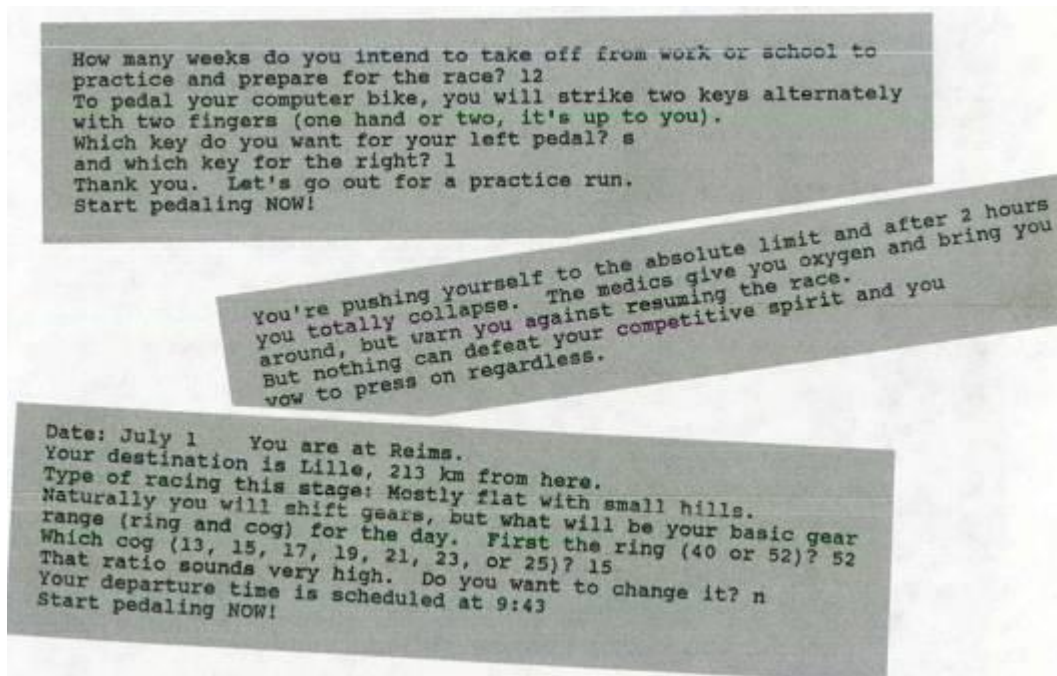 How many weeks do you intend to take off from work or school to
practice and prepare for the race? 12
To pedal your computer bike, you will strike two keys alternately
with two fingers (one hand or two, it's up to you).
Which key do you want for your left pedal? s
and which key for the right? l
Thank you.  Let's go out for a practice run.
Start pedaling NOW!
You're pushing yourself to the absolute limit and after 2 hours
you totally collapse.  The medics give you oxygen and bring you
around, but warn you against resuming the race.
But nothing can defeat your competitive spirit and you
vow to press on regardless.
Date: July 1    You are at Reims.
Your destination is Lille, 213 km from here.
Type of racing this stage: Mostly flat with small hills.
Naturally you will shift gears, but what will be your basic gear
range (ring and cog) for the day.  First the ring (40 or 52)? 52
Which cog (13, 15, 17, 19, 21, 23, or 25)? 15
That ratio sounds very high.  Do you want to change it? n
Your departure time is scheduled at 9:43
Start pedaling NOW!